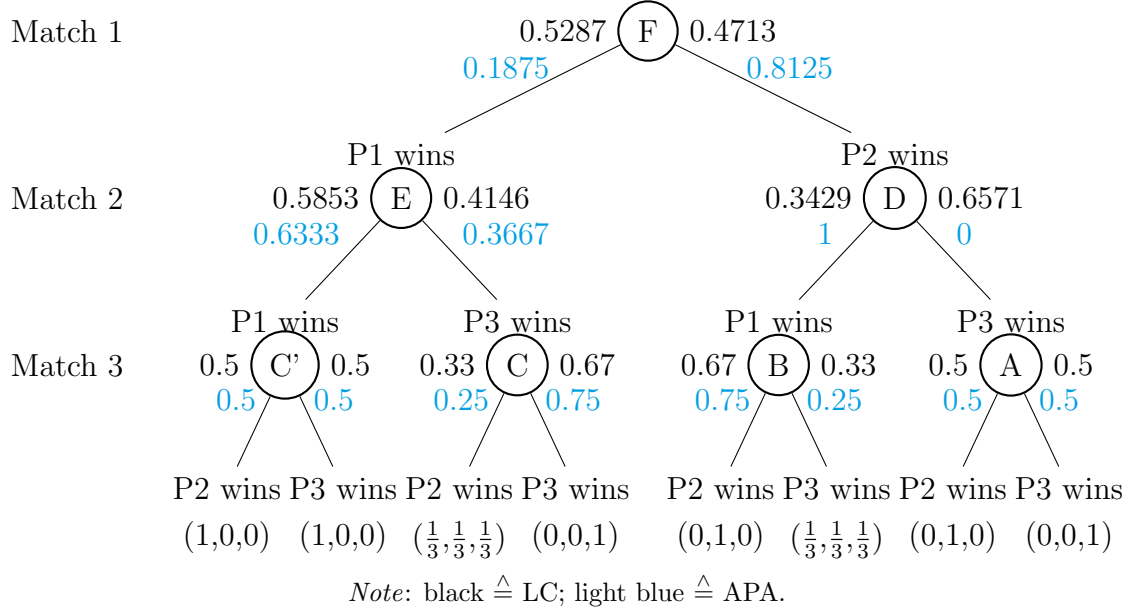 Match 1 0.5287 F 0.4713
0.1875 0.8125
P1 wins P2 wins
Match 2 0.5853 E 0.4146 0.3429 D 0.6571
0.6333 0.3667 1 0
P1 wins P3 wins P1 wins P3 wins
Match 3 0.5 C’ 0.5 0.33 C 0.67 0.67 B 0.33 0.5 A 0.5
0.5 0.5 0.25 0.75 0.75 0.25 0.5 0.5
P2 wins P3 wins P2 wins P3 wins P2 wins P3 wins P2 wins P3 wins
(1,0,0) (1,0,0) (1/3,1/3,1/3) (0,0,1) (0,1,0) (1/3,1/3,1/3) (0,1,0) (0,0,1)
Note: black ≙ LC; light blue ≙ APA.